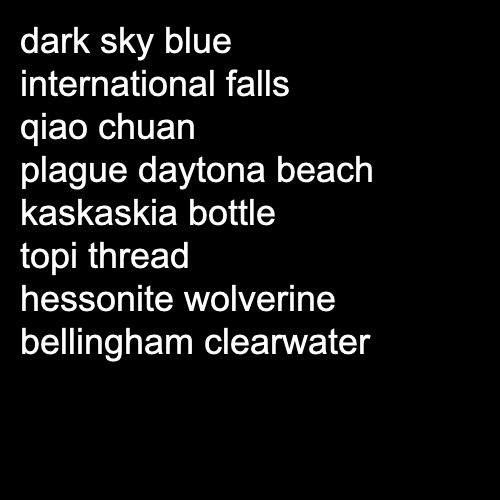 dark sky blue
international falls
qiao chuan
plague daytona beach
kaskaskia bottle
topi thread
hessonite wolverine
bellingham clearwater